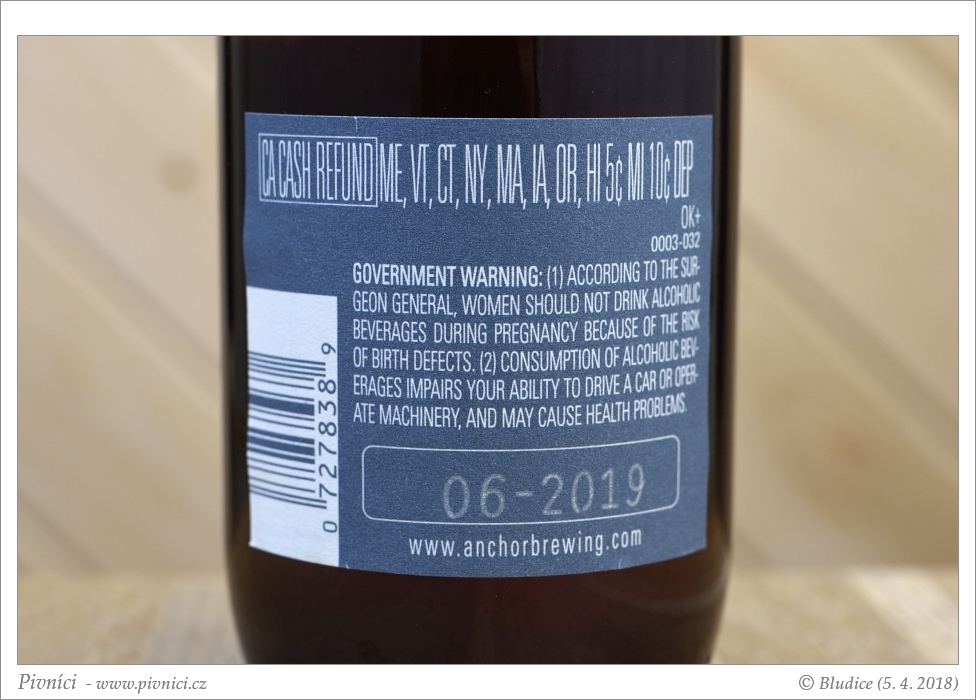 CA CASH REFUND ME, VT, CT, NY, MA, IA, OR, HI 5¢ MI 10¢ DEP
OK+
0003-032
GOVERNMENT WARNING: (1) ACCORDING TO THE SUR-
GEON GENERAL, WOMEN SHOULD NOT DRINK ALCOHOLIC
BEVERAGES DURING PREGNANCY BECAUSE OF THE RISK
OF BIRTH DEFECTS. (2) CONSUMPTION OF ALCOHOLIC BEV-
ERAGES IMPAIRS YOUR ABILITY TO DRIVE A CAR OR OPER-
ATE MACHINERY, AND MAY CAUSE HEALTH PROBLEMS.
0 727838 9
06-2019
www.anchorbrewing.com
Pivníci - www.pivnici.cz
© Bludice (5. 4. 2018)